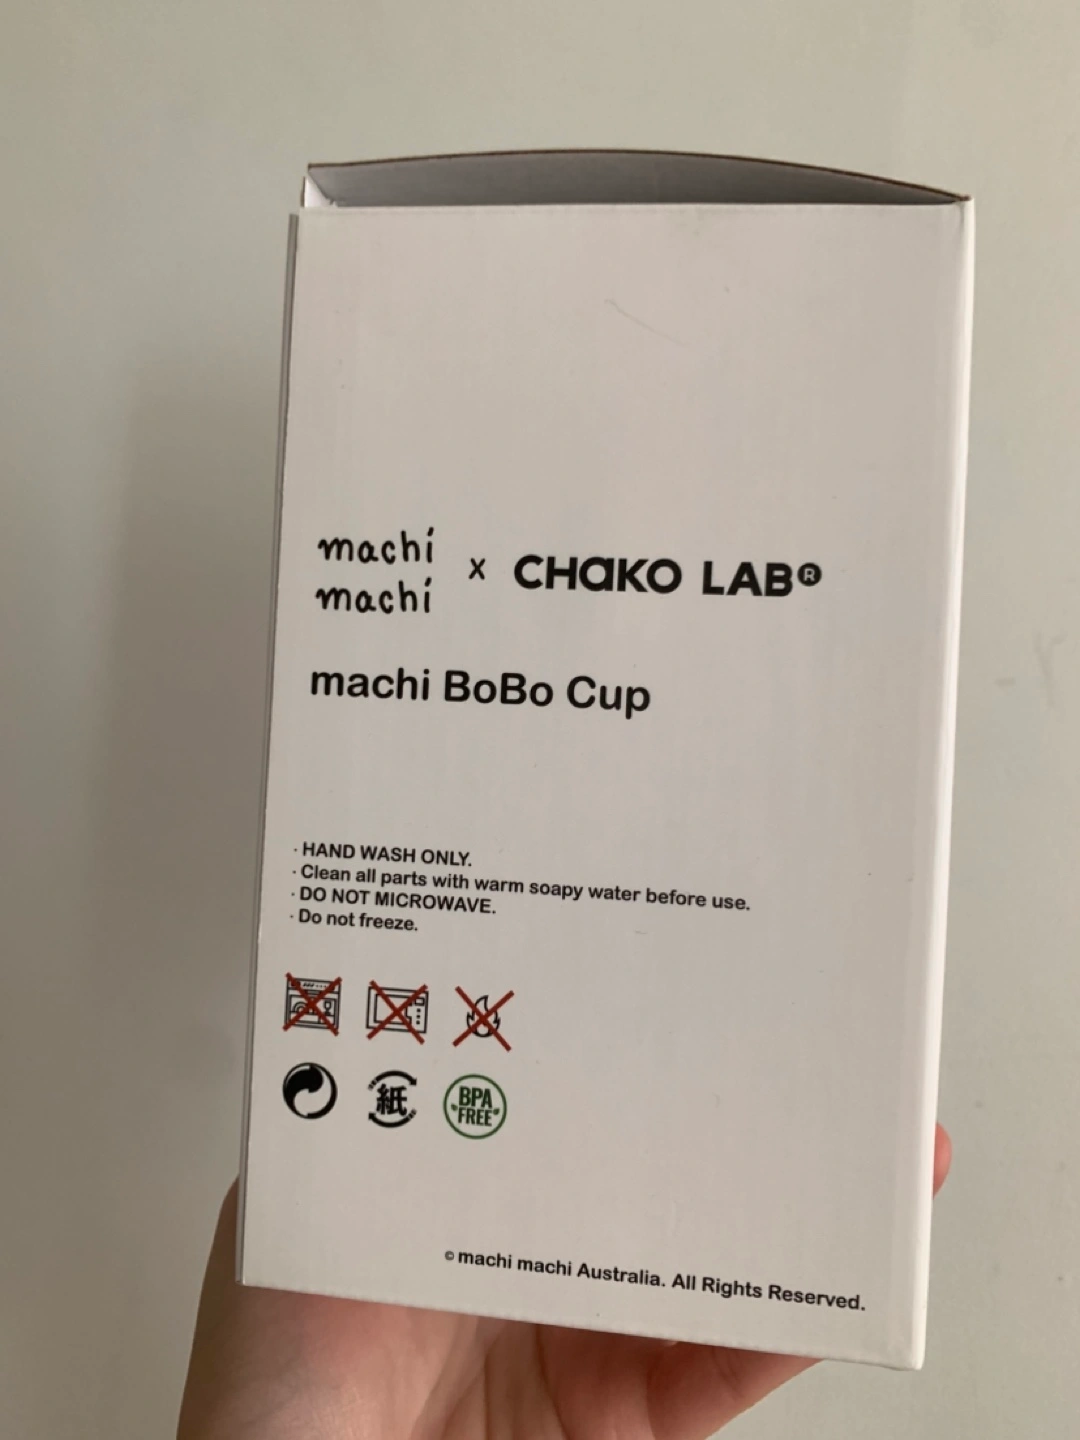 machi
machi
x CHaKO LAB®
machi BoBo Cup
· HAND WASH ONLY.
· Clean all parts with warm soapy water before use.
· DO NOT MICROWAVE.
· Do not freeze.
紙
BPA
FREE
© machi machi Australia. All Rights Reserved.